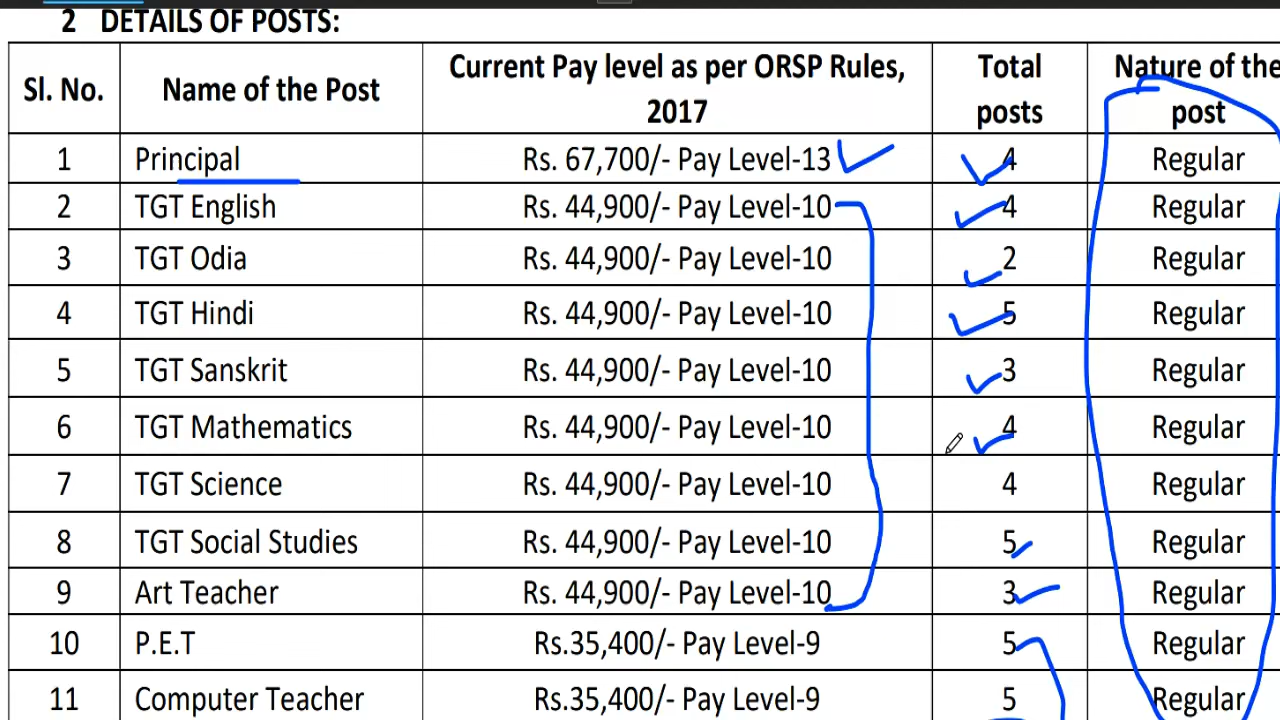 2 DETAILS OF POSTS:
Sl. No. Name of the Post Current Pay level as per ORSP Rules, 2017 Total posts Nature of the post
1 Principal Rs. 67,700/- Pay Level-13 4 Regular
2 TGT English Rs. 44,900/- Pay Level-10 4 Regular
3 TGT Odia Rs. 44,900/- Pay Level-10 2 Regular
4 TGT Hindi Rs. 44,900/- Pay Level-10 5 Regular
5 TGT Sanskrit Rs. 44,900/- Pay Level-10 3 Regular
6 TGT Mathematics Rs. 44,900/- Pay Level-10 4 Regular
7 TGT Science Rs. 44,900/- Pay Level-10 4 Regular
8 TGT Social Studies Rs. 44,900/- Pay Level-10 5 Regular
9 Art Teacher Rs. 44,900/- Pay Level-10 3 Regular
10 P.E.T Rs.35,400/- Pay Level-9 5 Regular
11 Computer Teacher Rs.35,400/- Pay Level-9 5 Regular